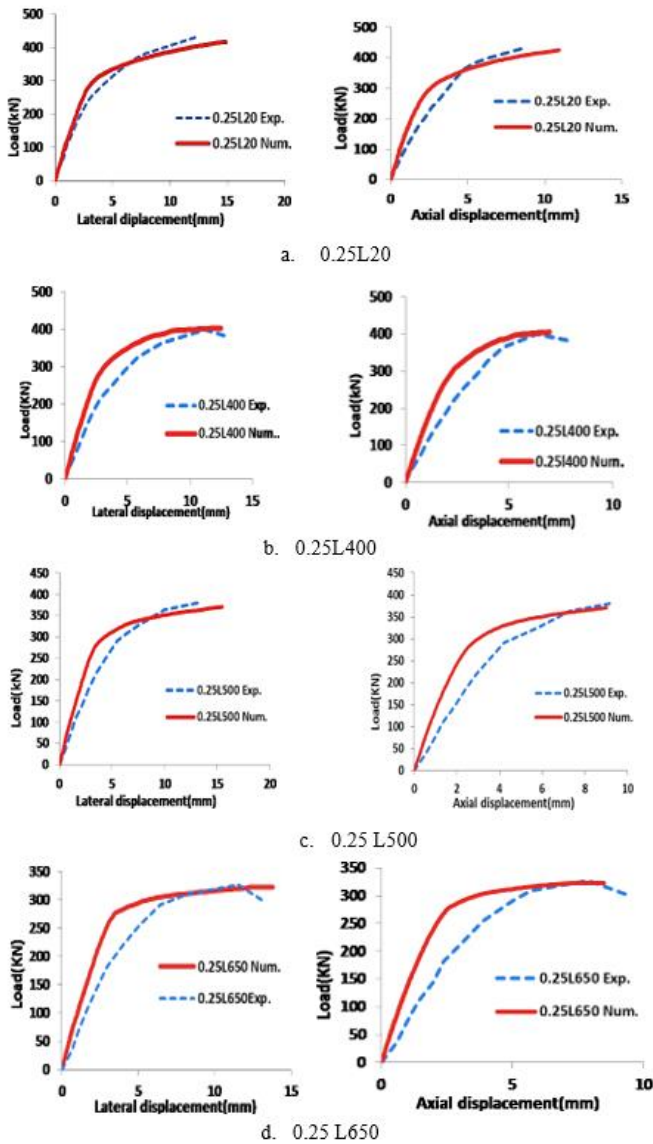 500
400
300
200
100
0
Load(kN)
0.25L20 Exp.
0.25L20 Num.
0 5 10 15 20
Lateral diplacement(mm)
500
400
300
200
100
0
Load(KN)
0.25L20 Exp.
0.25L20 Num.
0 5 10 15
Axial displacement(mm)
a. 0.25L20
500
400
300
200
100
0
Load(KN)
0.25L400 Exp.
0.25L400 Num..
0 5 10 15
Lateral displacement(mm)
500
400
300
200
100
0
Load(kN)
0.25L400 Exp.
0.25l400 Num.
0 5 10
Axial displacement(mm)
b. 0.25L400
450
400
350
300
250
200
150
100
50
0
Load(kN)
0.25L500 Exp.
0.25L500 Num.
0 5 10 15 20
Lateral displacement(mm)
450
400
350
300
250
200
150
100
50
0
Load(KN)
0.25L500 Exp.
0.25L500 Num.
0 2 4 6 8 10
Axial displacement(mm)
c. 0.25 L500
350
300
250
200
150
100
50
0
Load(KN)
0.25L650 Num.
0.25L650Exp.
0 5 10 15
Lateral displacement(mm)
350
300
250
200
150
100
50
0
Load(KN)
0.25L650 Exp.
0.25L650 Num.
0 5 10
Axial displacement(mm)
d. 0.25 L650